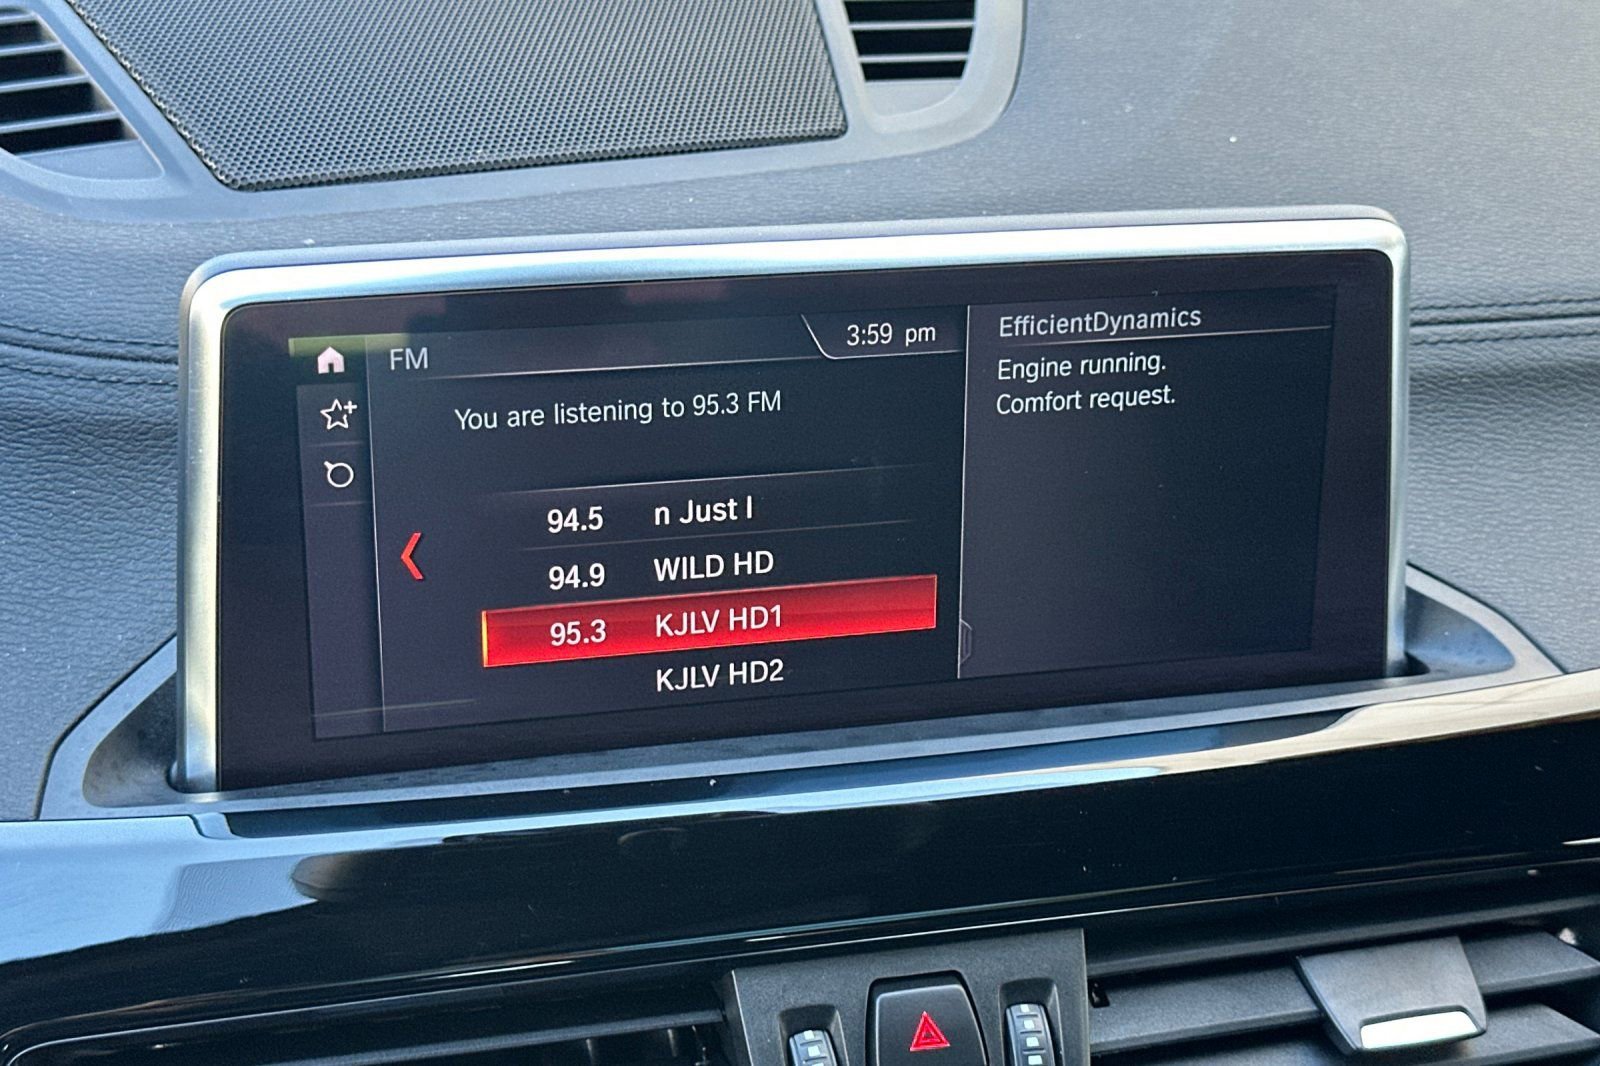 FM
3:59 pm
You are listening to 95.3 FM
94.5 n Just I
94.9 WILD HD
95.3 KJLV HD1
KJLV HD2
EfficientDynamics
Engine running.
Comfort request.